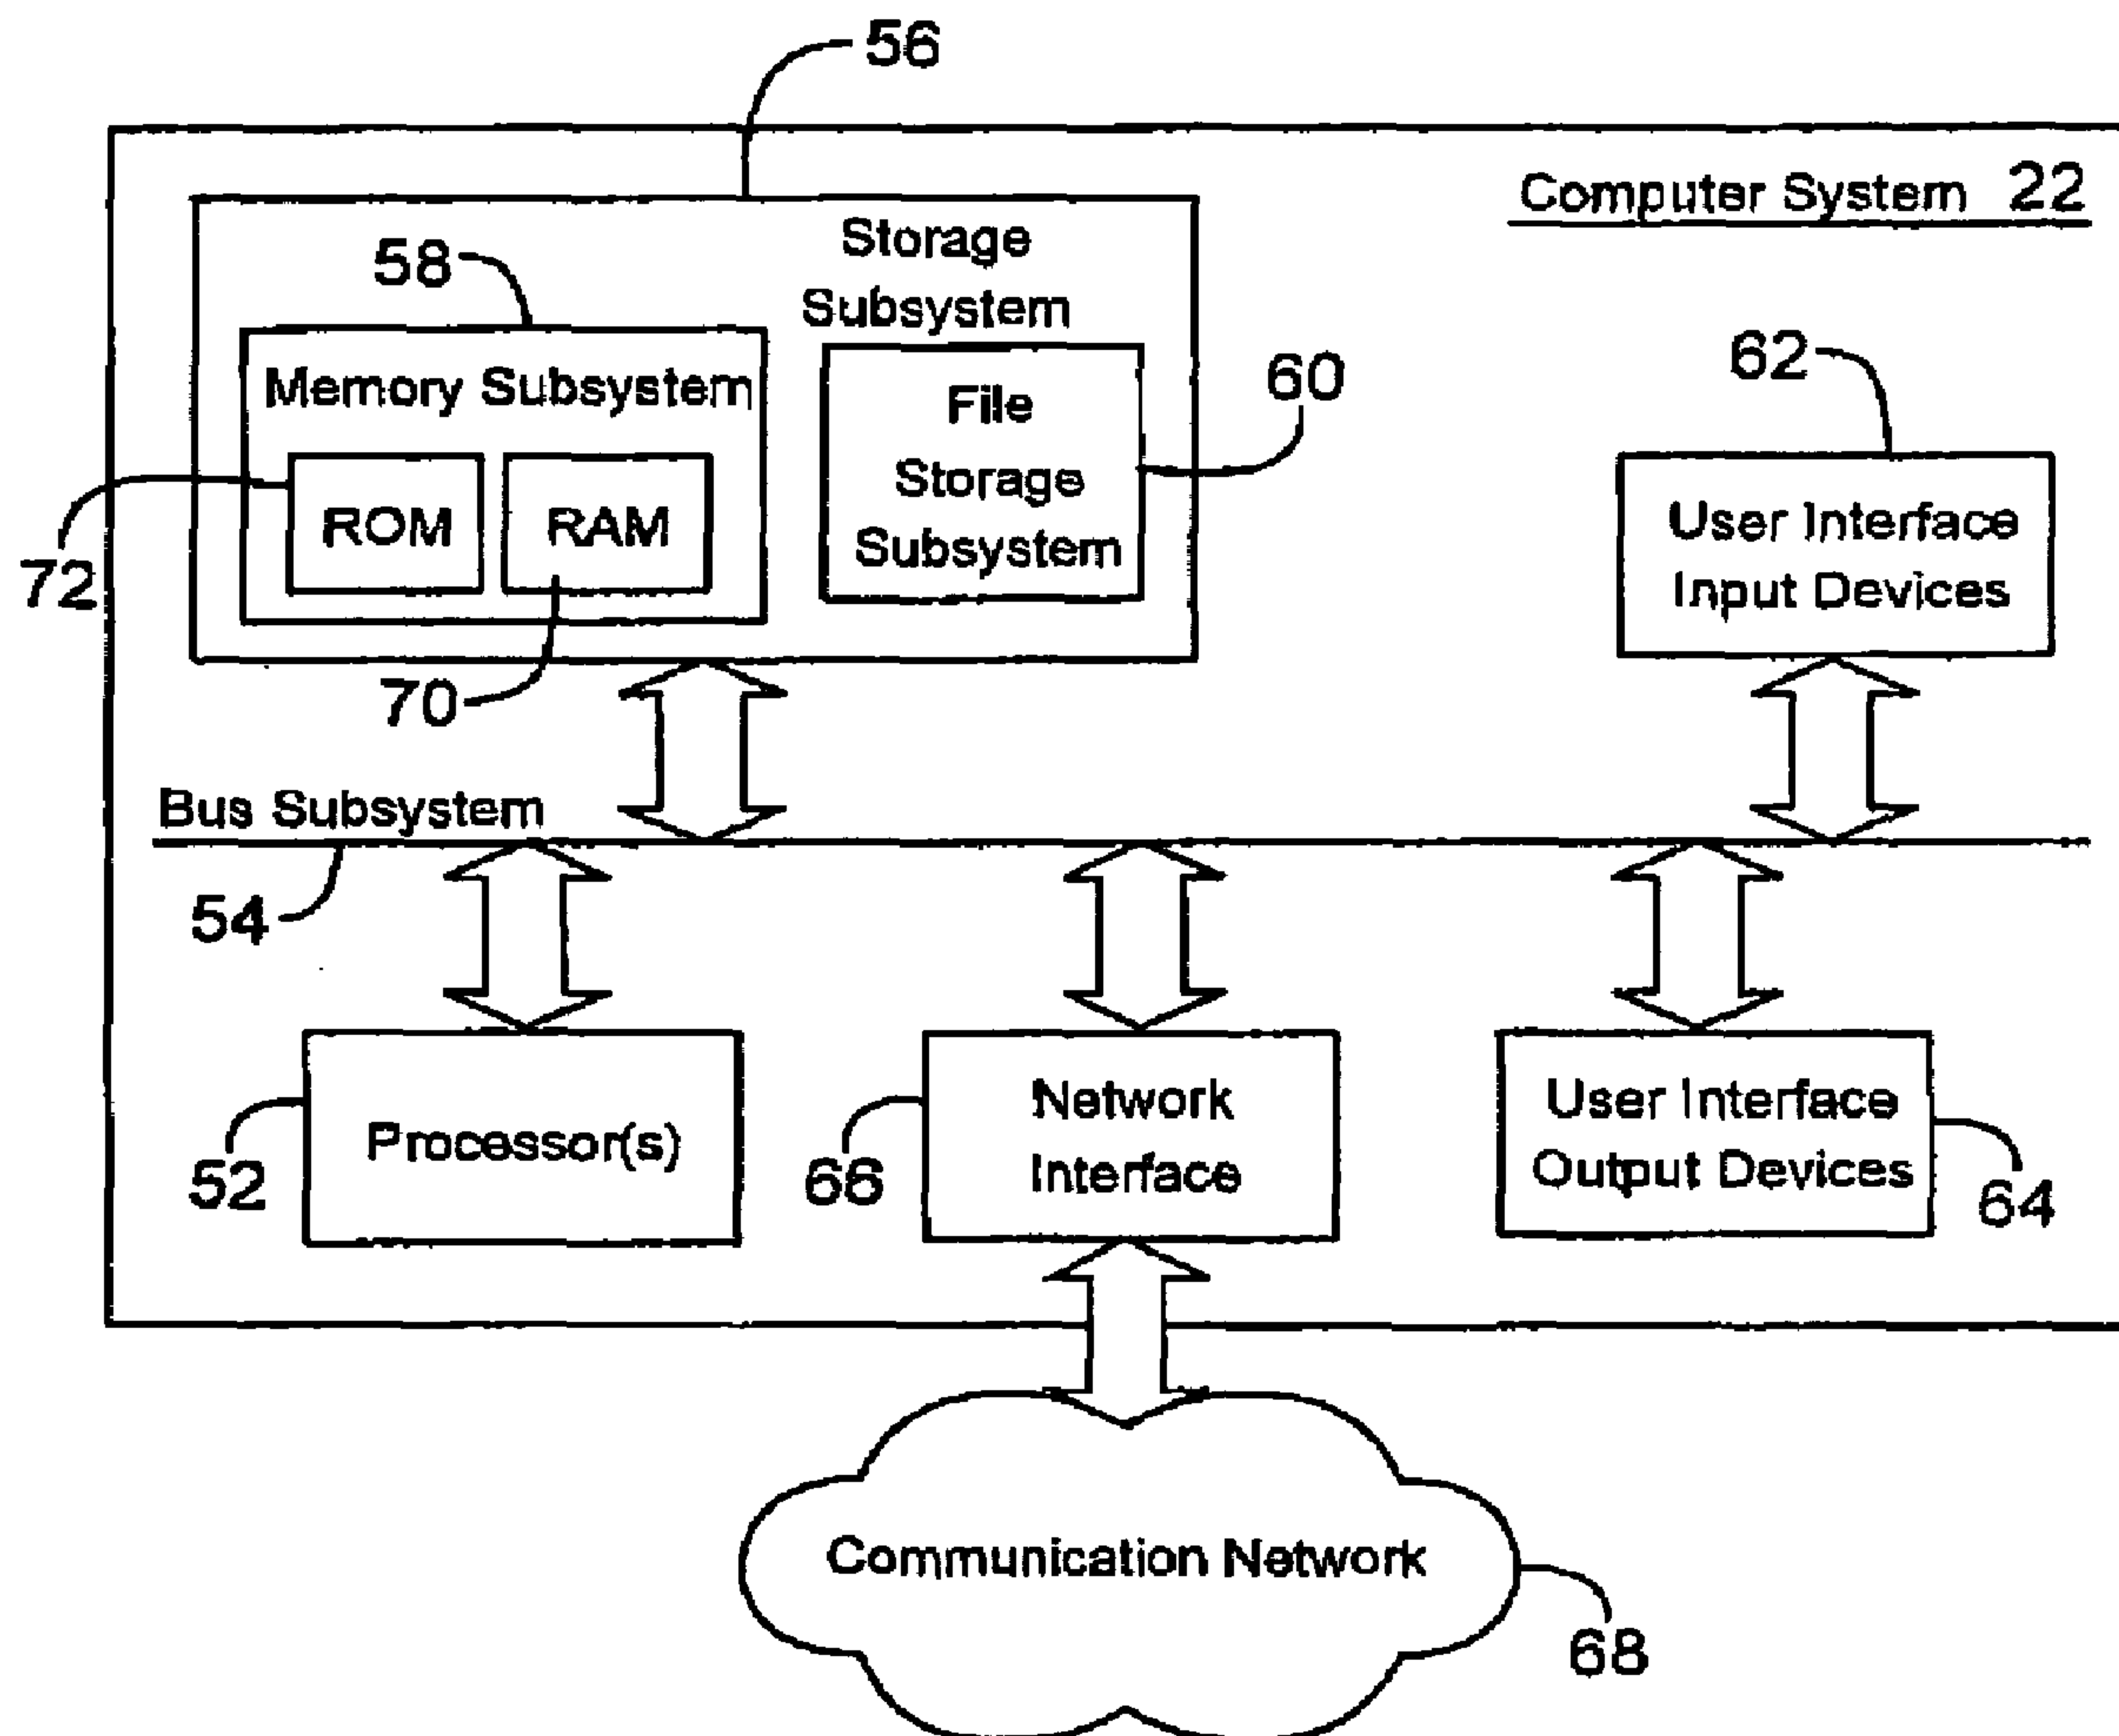 56
Computer System 22
Storage
Subsystem
58
Memory Subsystem
File
Storage
Subsystem
60
62
ROM
RAM
User Interface
Input Devices
72
70
Bus Subsystem
54
Processor(s)
52
Network
Interface
66
User Interface
Output Devices
64
Communication Network
68